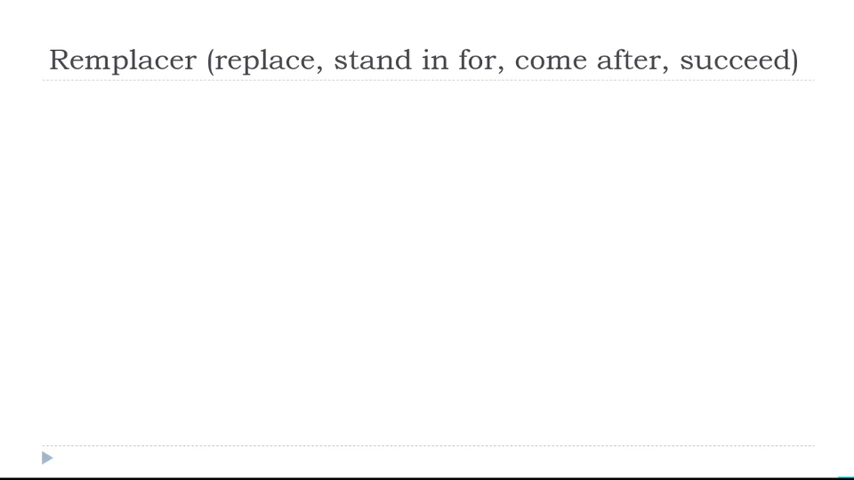 Remplacer (replace, stand in for, come after, succeed)